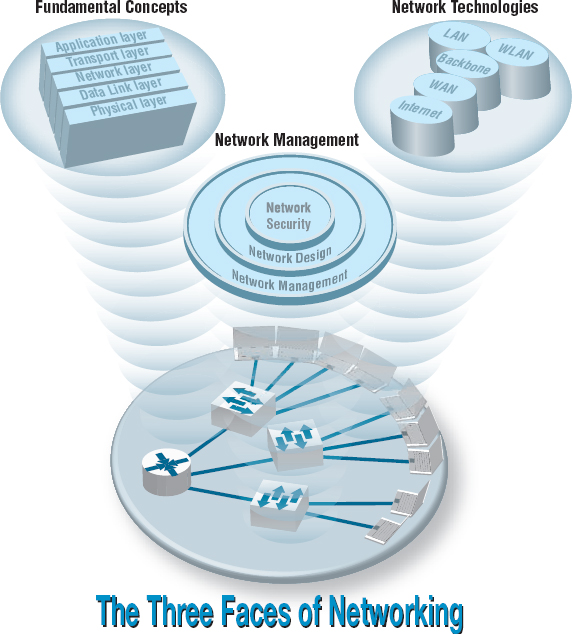 Fundamental Concepts
Application layer
Transport layer
Network layer
Data Link layer
Physical layer
Network Technologies
LAN
WLAN
Backbone
WAN
Internet
Network Management
Network
Security
Network Design
Network Management
The Three Faces of Networking